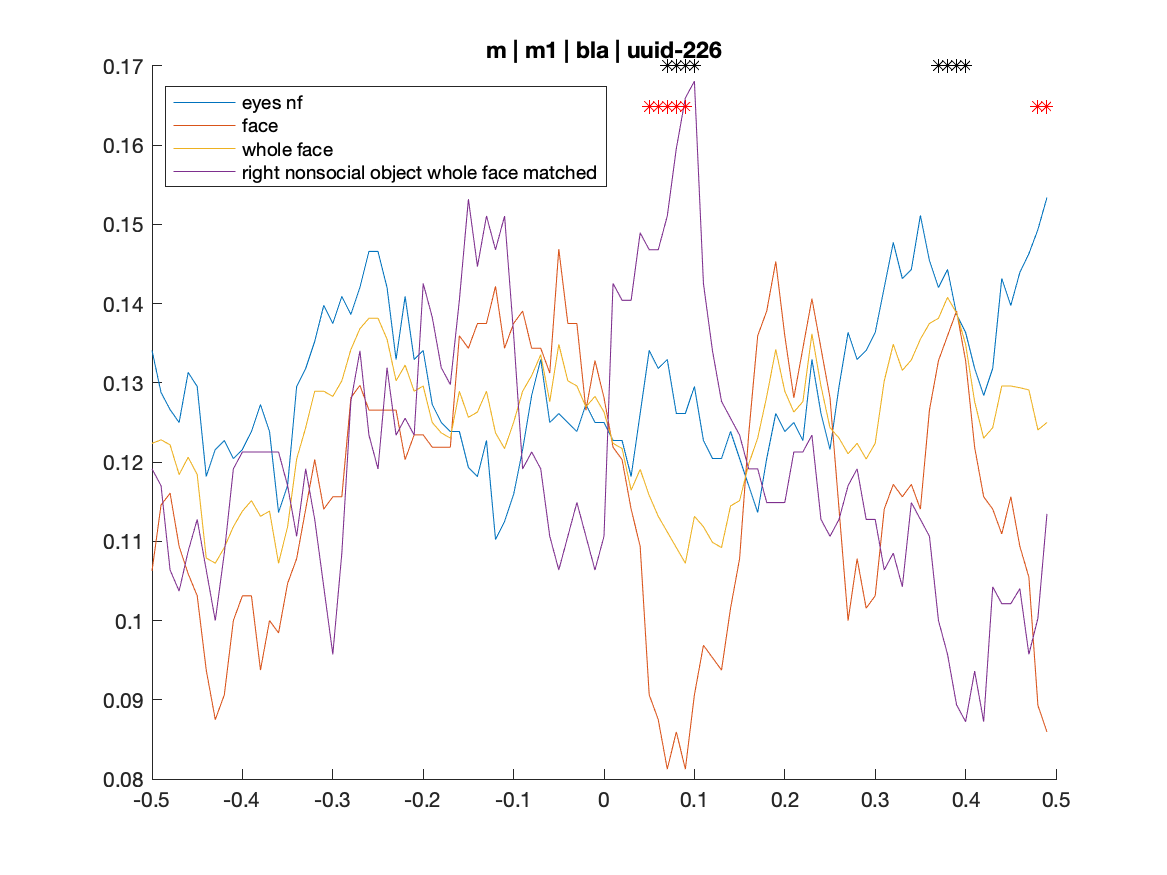 m | m1 | bla | uuid-226
0.17
0.16
0.15
0.14
0.13
0.12
0.11
0.1
0.09
0.08
eyes nf
face
whole face
right nonsocial object whole face matched
-0.5 -0.4 -0.3 -0.2 -0.1 0 0.1 0.2 0.3 0.4 0.5